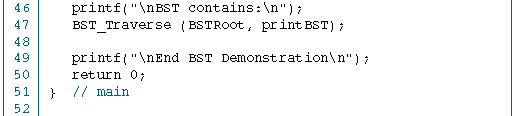 46 printf("\nBST contains:\n");
47 BST_Traverse (BSTRoot, printBST);
48
49 printf("\nEnd BST Demonstration\n");
50 return 0;
51 } // main
52